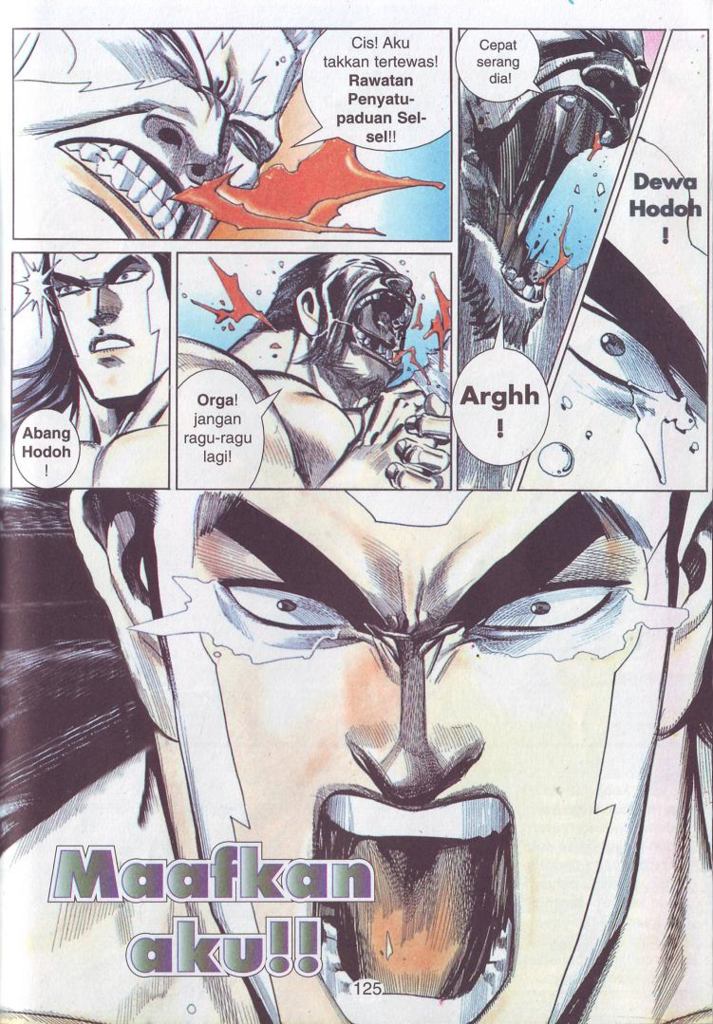 Cis! Aku
takkan tertewas!
Rawatan
Penyatu-
paduan Sel-
sel!!
Cepat
serang
dia!
Dewa
Hodoh
!
Abang
Hodoh
!
Orga!
jangan
ragu-ragu
lagi!
Arghh
!
Maafkan
aku!!
125